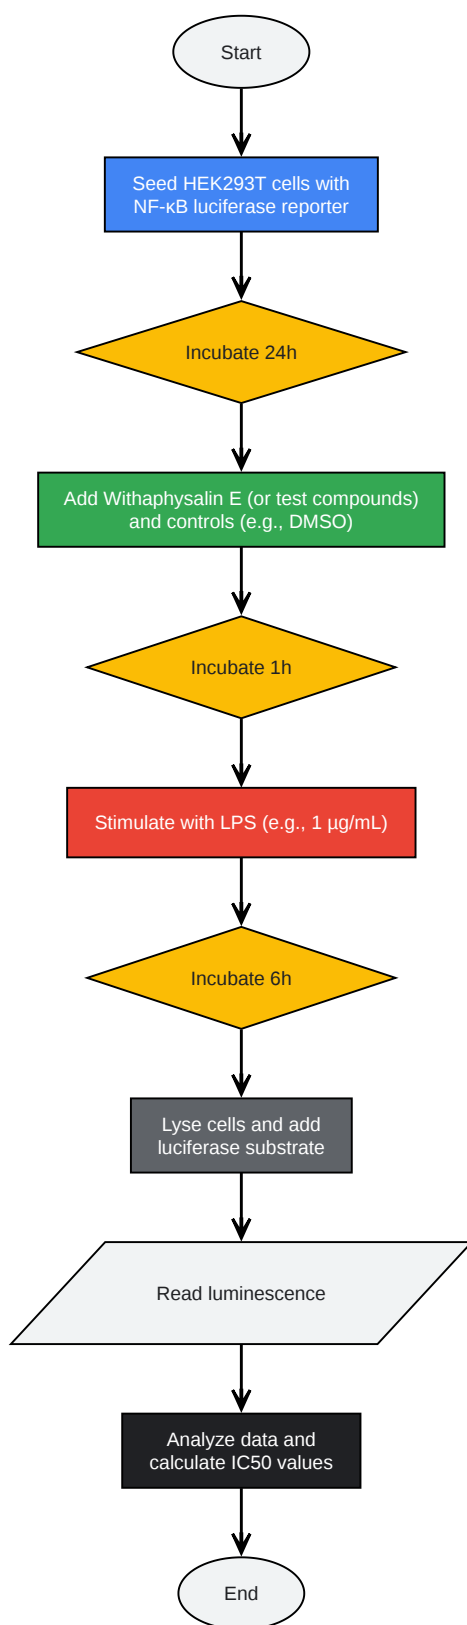 Start
Seed HEK293T cells with
NF-κB luciferase reporter
Incubate 24h
Add Withaphysalin E (or test compounds)
and controls (e.g., DMSO)
Incubate 1h
Stimulate with LPS (e.g., 1 µg/mL)
Incubate 6h
Lyse cells and add
luciferase substrate
Read luminescence
Analyze data and
calculate IC50 values
End